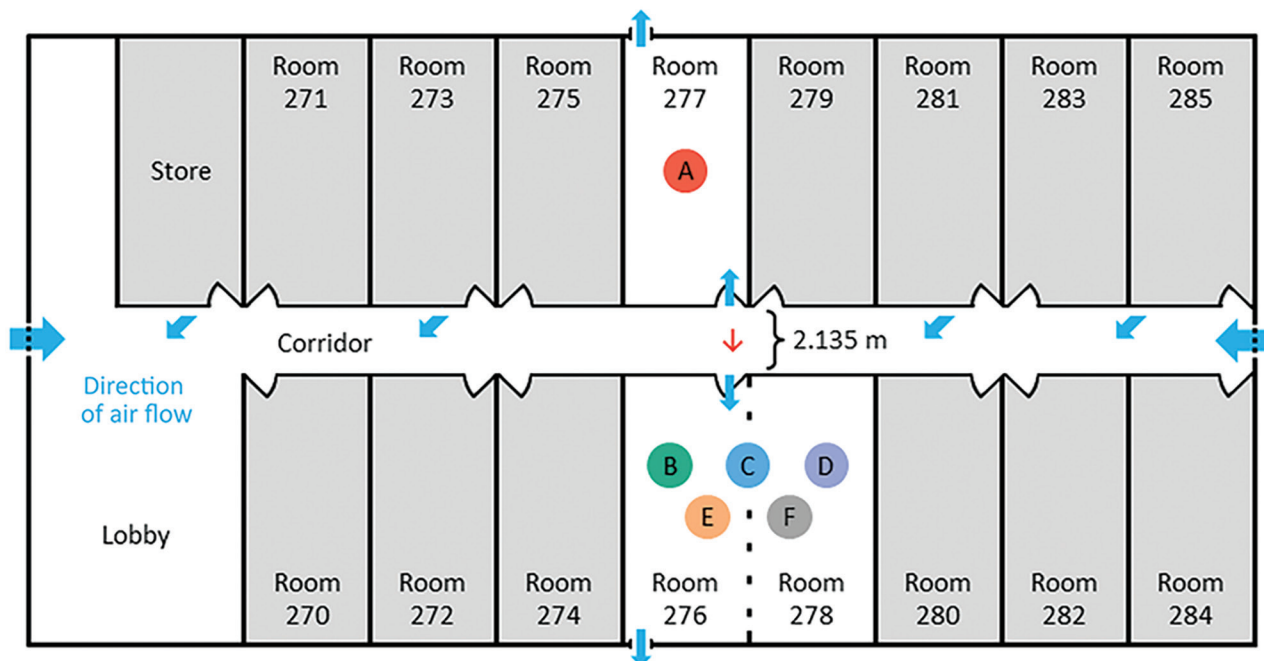 Room
271
Room
273
Room
275
Room
277
Room
279
Room
281
Room
283
Room
285
Store
A
Corridor
2.135 m
Direction
of air flow
B
C
D
E
F
Lobby
Room
270
Room
272
Room
274
Room
276
Room
278
Room
280
Room
282
Room
284